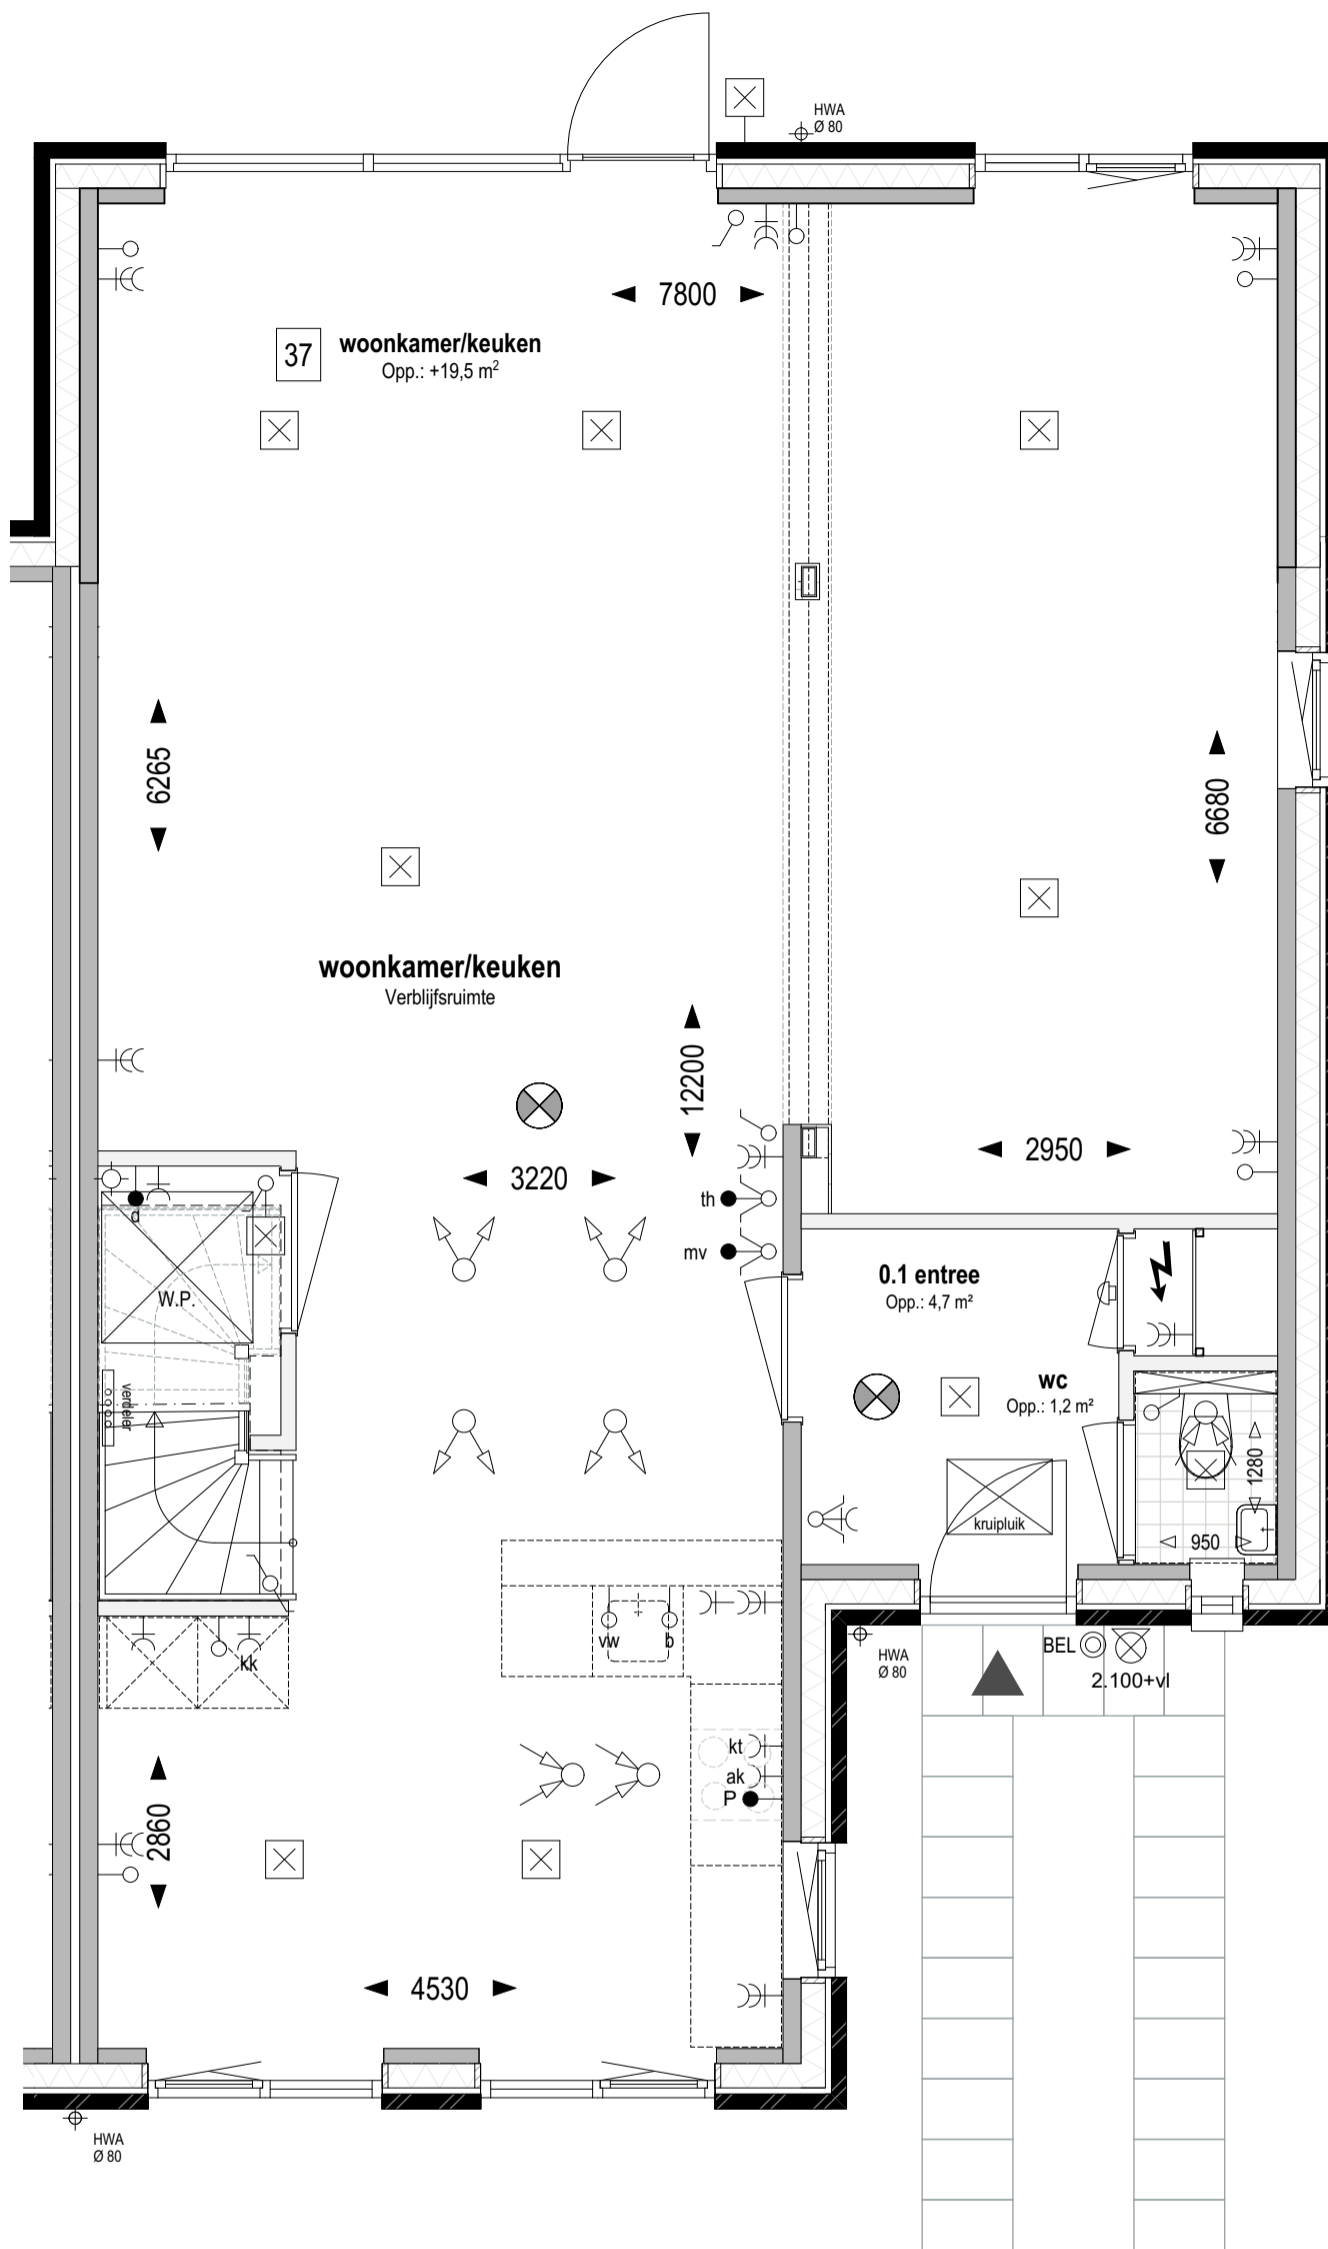 HWA
Ø 80
7800
37
woonkamer/keuken
Opp.: +19,5 m²
6265
6680
woonkamer/keuken
Verblijfsruimte
12200
3220
2950
th
mv
d
W.P.
verdeler
0.1 entree
Opp.: 4,7 m²
wc
Opp.: 1,2 m²
1280
950
kruipluik
vw
b
kk
HWA
Ø 80
BEL
2.100+vl
kt
ak
P
2860
4530
HWA
Ø 80